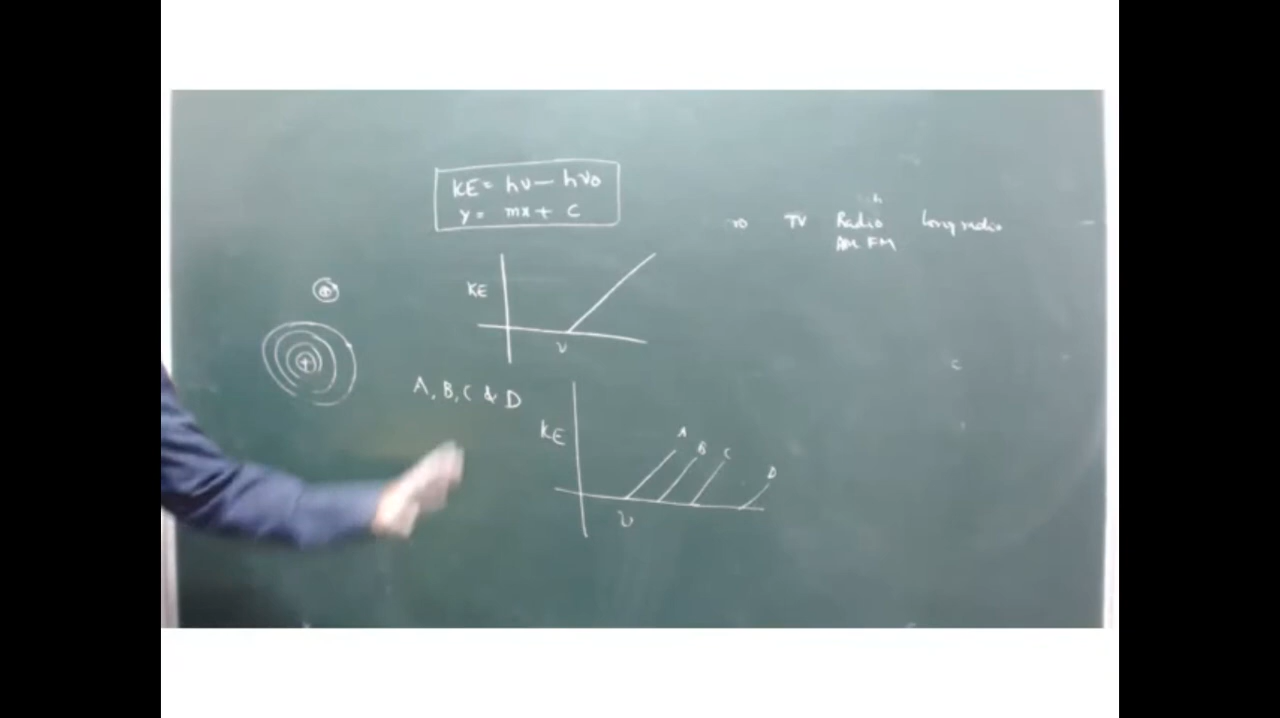 KE = hν — hν0
y = mx + C
TV Radio Long radio
AM FM
KE
ν
A, B, C & D
KE
A B C D
ν